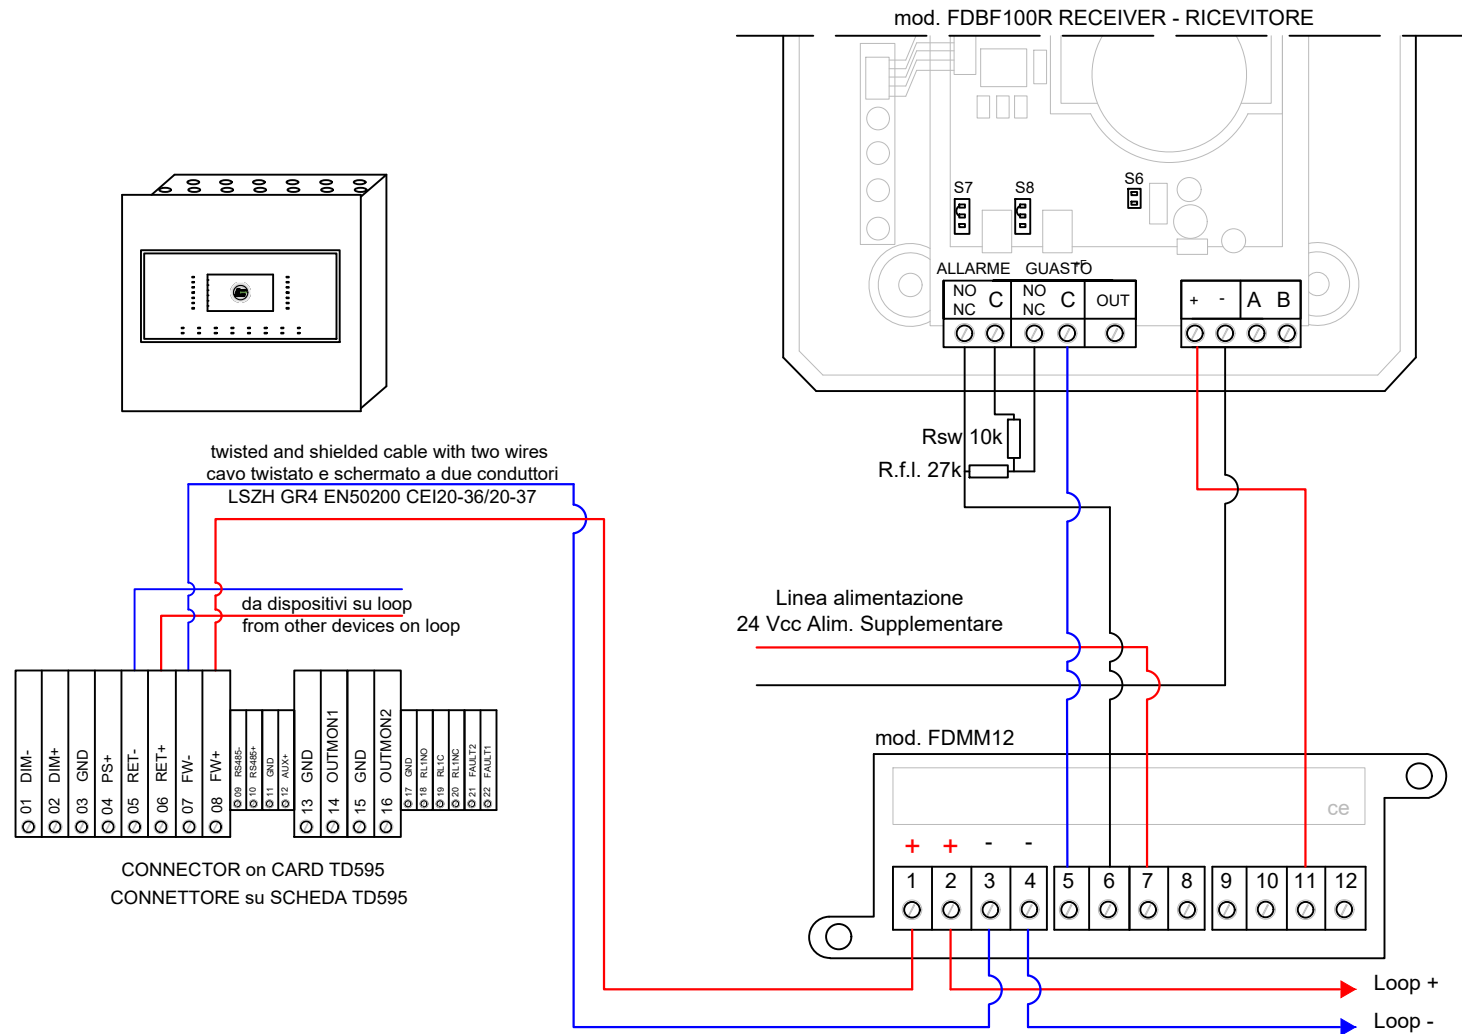 mod. FDBF100R RECEIVER - RICEVITORE
S7
S8
S6
ALLARME
GUASTO
NO
NC
C
NO
NC
C
OUT
+
-
A
B
Rsw 10k
R.f.l. 27k
twisted and shielded cable with two wires
cavo twistato e schermato a due conduttori
LSZH GR4 EN50200 CEI20-36/20-37
da dispositivi su loop
from other devices on loop
Linea alimentazione
24 Vcc Alim. Supplementare
01 DIM-
02 DIM+
03 GND
04 PS+
05 RET-
06 RET+
07 FW-
08 FW+
09 RS485-
10 RS485+
11 GND
12 AUX+
13 GND
14 OUTMON1
15 GND
16 OUTMON2
17 GND
18 RL1NO
19 RL1C
20 RL1NC
21 FAULT2
22 FAULT1
CONNECTOR on CARD TD595
CONNETTORE su SCHEDA TD595
mod. FDMM12
ce
+ + - -
1 2 3 4 5 6 7 8 9 10 11 12
Loop +
Loop -